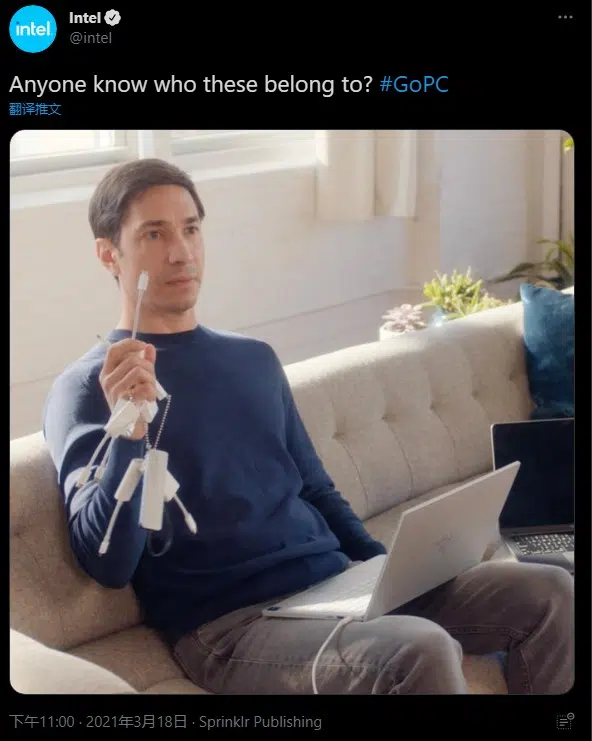 intel
Intel
@intel
Anyone know who these belong to? #GoPC
翻译推文
下午11:00 · 2021年3月18日 · Sprinklr Publishing